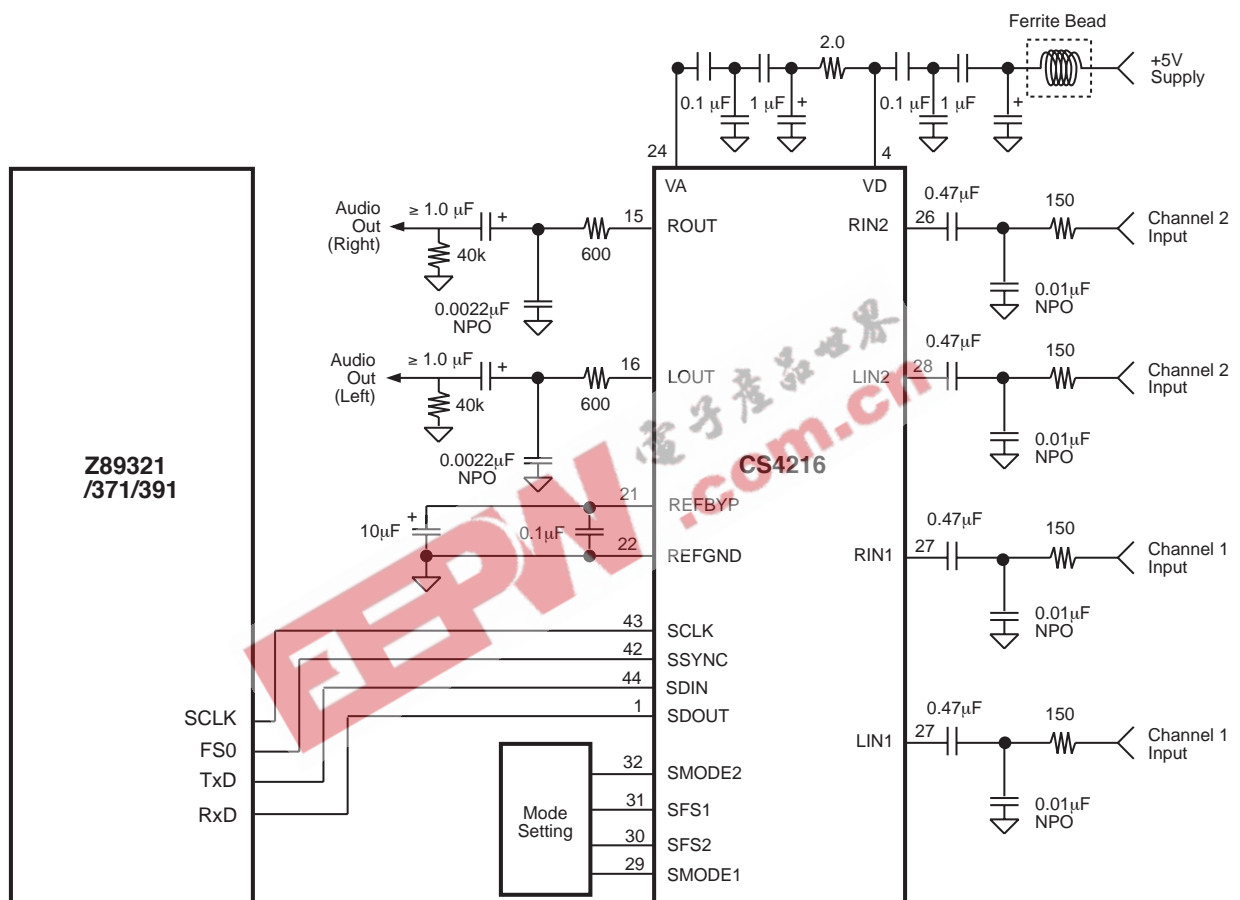 Ferrite Bead
2.0
+5V
Supply
0.1 μF
1 μF
+
0.1 μF
1 μF
+
24
4
VA
VD
Audio
Out
(Right)
≥ 1.0 μF
+
40k
0.0022μF
NPO
600
15
ROUT
RIN2
26
0.47μF
150
Channel 2
Input
0.01μF
NPO
Audio
Out
(Left)
≥ 1.0 μF
+
40k
0.0022μF
NPO
600
16
LOUT
LIN2
28
0.47μF
150
Channel 2
Input
0.01μF
NPO
Z89321
/371/391
CS4216
電子產品世界
.com.cn
EEPW
10μF
+
0.1μF
21
REFBYP
22
REFGND
RIN1
27
0.47μF
150
Channel 1
Input
0.01μF
NPO
43
SCLK
42
SSYNC
44
SDIN
1
SDOUT
SCLK
FS0
TxD
RxD
LIN1
27
0.47μF
150
Channel 1
Input
0.01μF
NPO
Mode
Setting
32
SMODE2
31
SFS1
30
SFS2
29
SMODE1